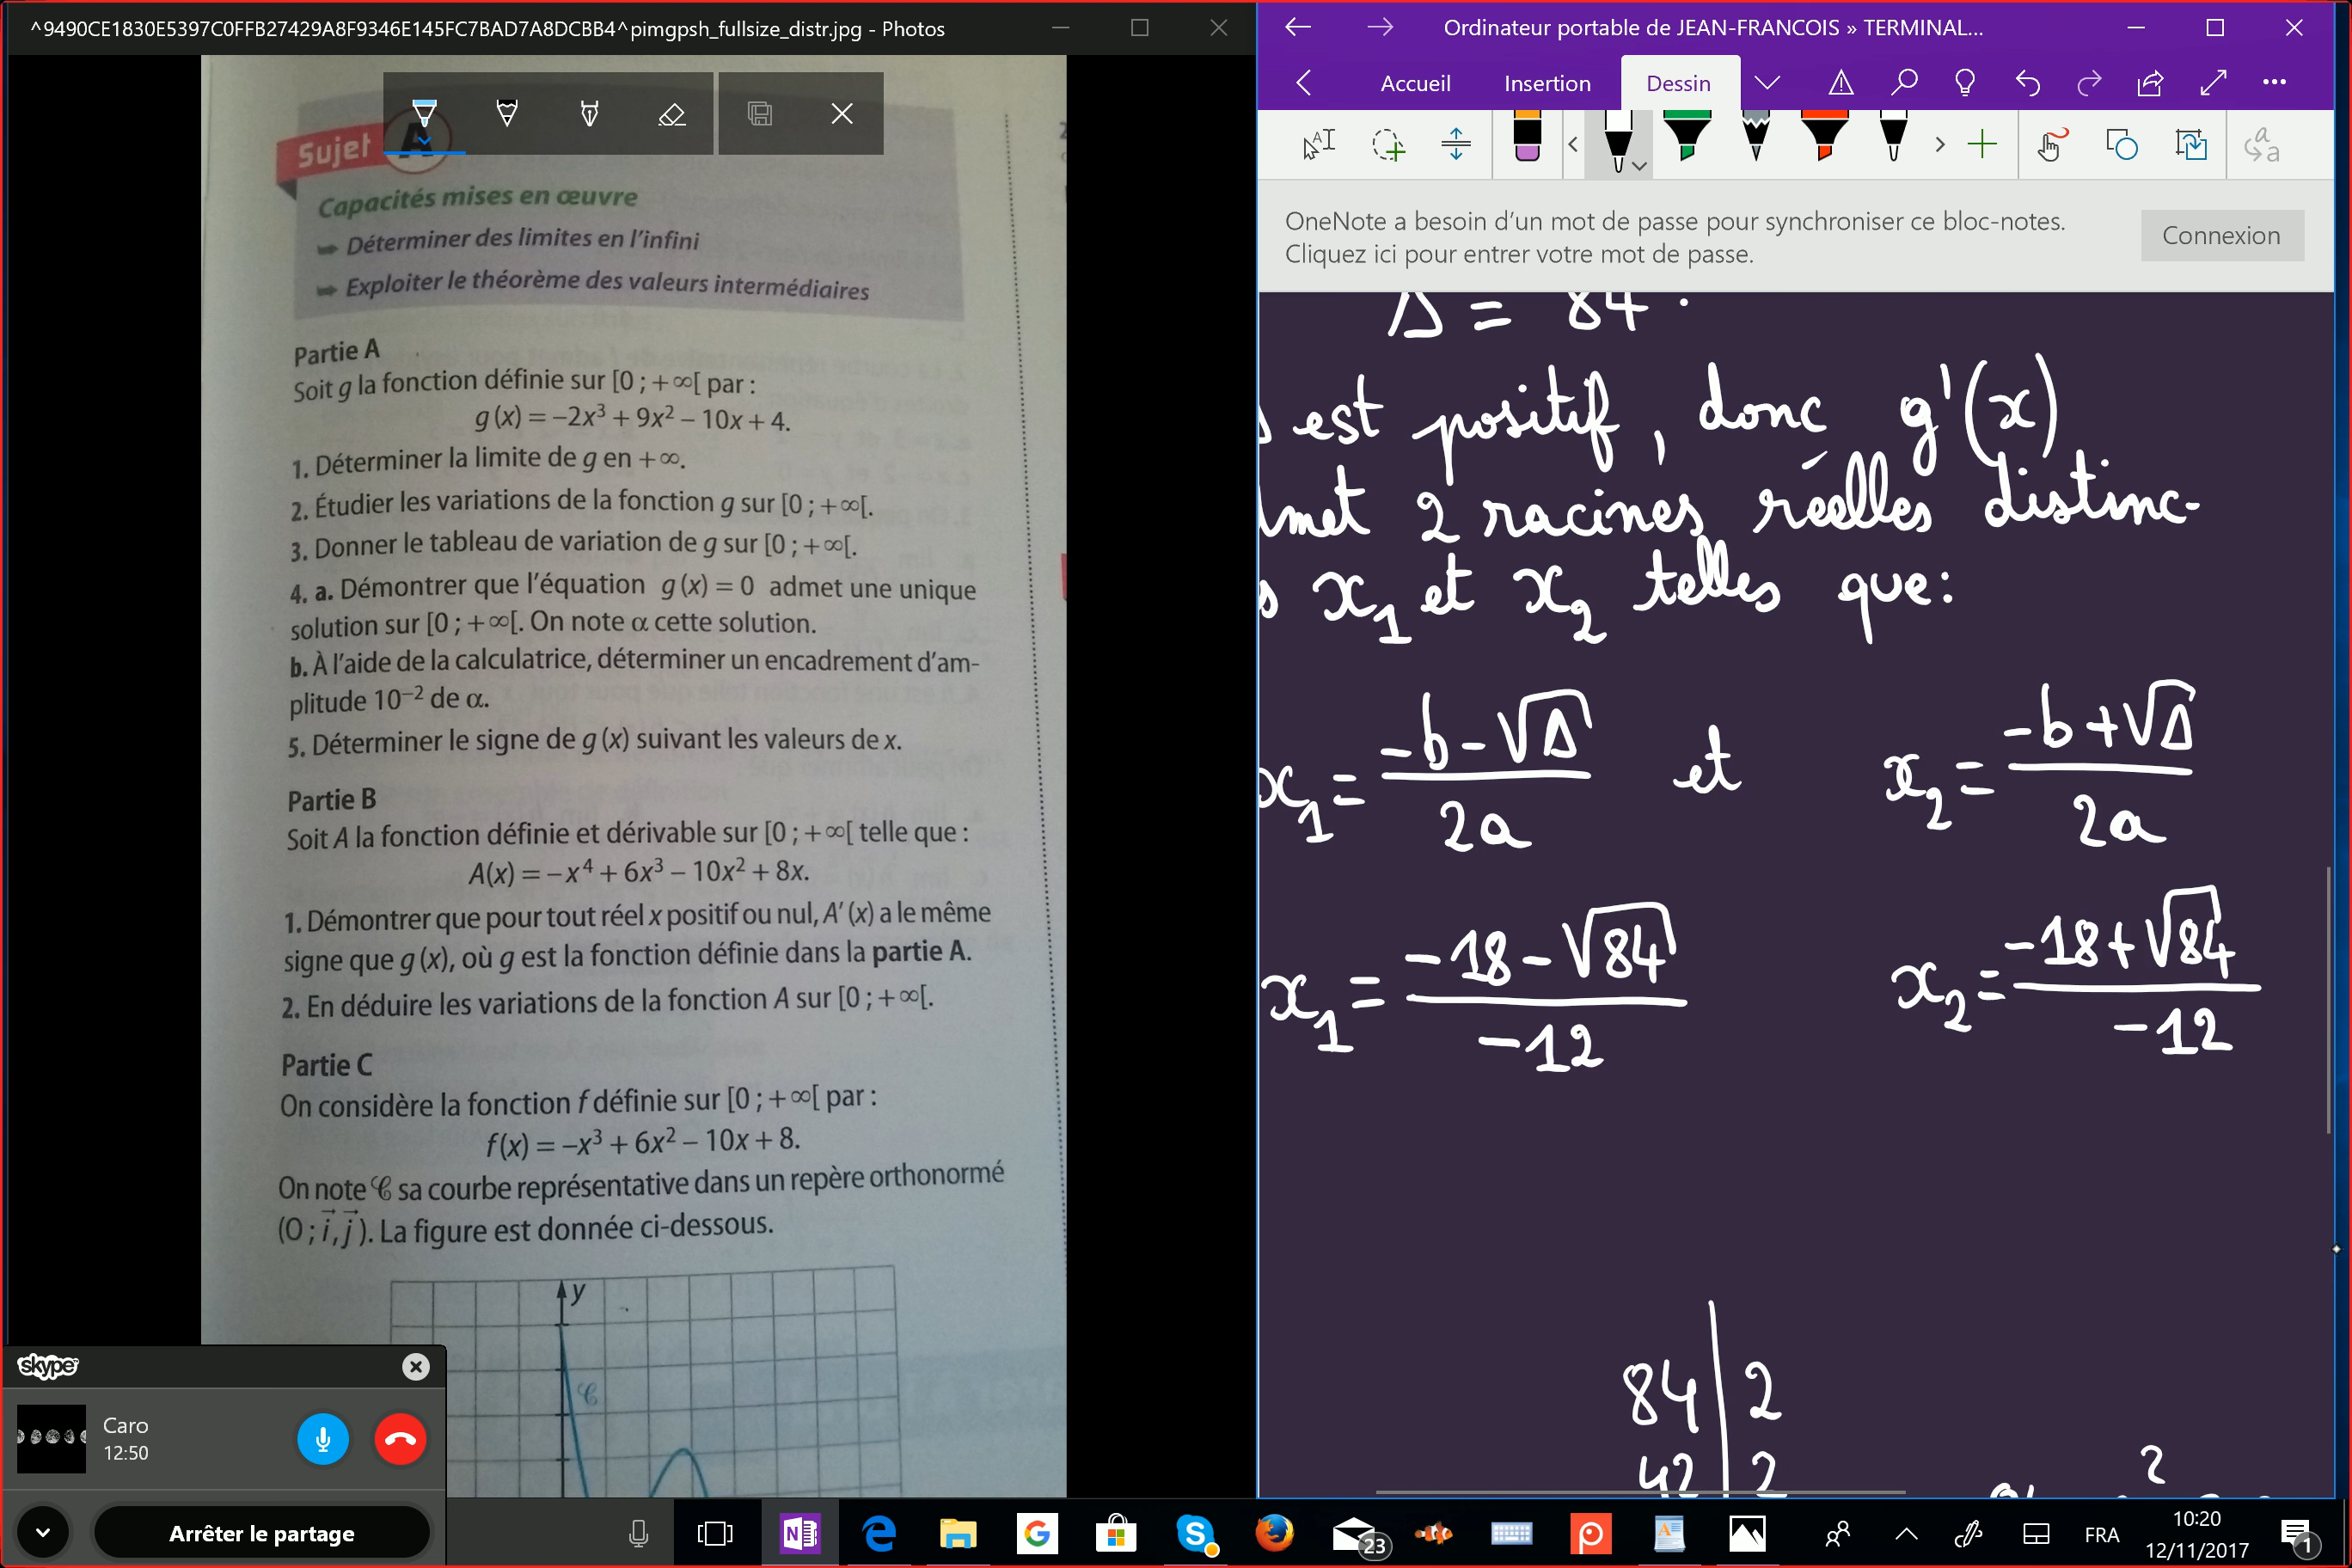 ^9490CE1830E5397C0FFB27429A8F9346E145FC7BAD7A8DCBB4^pimgpsh_fullsize_distr.jpg - Photos
Sujet A
Capacités mises en œuvre
➥ Déterminer des limites en l'infini
➥ Exploiter le théorème des valeurs intermédiaires
Partie A
Soit g la fonction définie sur [0 ; +∞[ par :
g(x) = –2x³ + 9x² – 10x + 4.
1. Déterminer la limite de g en +∞.
2. Étudier les variations de la fonction g sur [0 ; +∞[.
3. Donner le tableau de variation de g sur [0 ; +∞[.
4. a. Démontrer que l'équation g(x) = 0 admet une unique
solution sur [0 ; +∞[. On note α cette solution.
b. À l'aide de la calculatrice, déterminer un encadrement d'am-
plitude 10⁻² de α.
5. Déterminer le signe de g(x) suivant les valeurs de x.
Partie B
Soit A la fonction définie et dérivable sur [0 ; +∞[ telle que :
A(x) = –x⁴ + 6x³ – 10x² + 8x.
1. Démontrer que pour tout réel x positif ou nul, A'(x) a le même
signe que g(x), où g est la fonction définie dans la partie A.
2. En déduire les variations de la fonction A sur [0 ; +∞[.
Partie C
On considère la fonction f définie sur [0 ; +∞[ par :
f(x) = –x³ + 6x² – 10x + 8.
On note 𝒞 sa courbe représentative dans un repère orthonormé
(O ; i⃗, j⃗). La figure est donnée ci-dessous.
y
𝒞
skype
Caro
12:50
Arrêter le partage
Ordinateur portable de JEAN-FRANCOIS » TERMINAL...
Accueil Insertion Dessin
OneNote a besoin d'un mot de passe pour synchroniser ce bloc-notes.
Cliquez ici pour entrer votre mot de passe.
Connexion
Δ = 84.
est positif, donc g'(x)
met 2 racines réelles distinc-
s x₁ et x₂ telles que:
x₁ = (-b-√Δ)/2a et x₂ = (-b+√Δ)/2a
x₁ = (-18-√84)/-12 x₂ = (-18+√84)/-12
84 | 2
42 | 2
2
23
FRA
10:20
12/11/2017
1